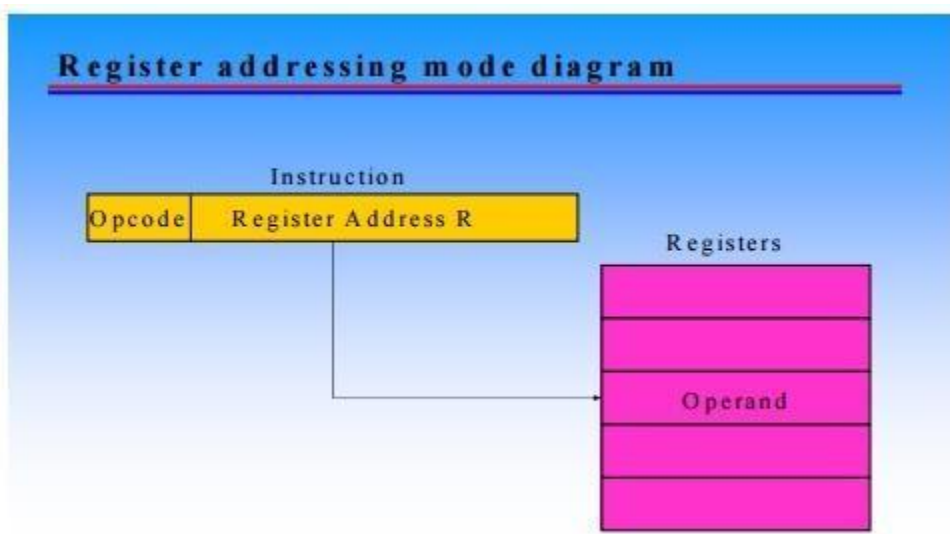 Register addressing mode diagram
Instruction
Opcode Register Address R
Registers
Operand